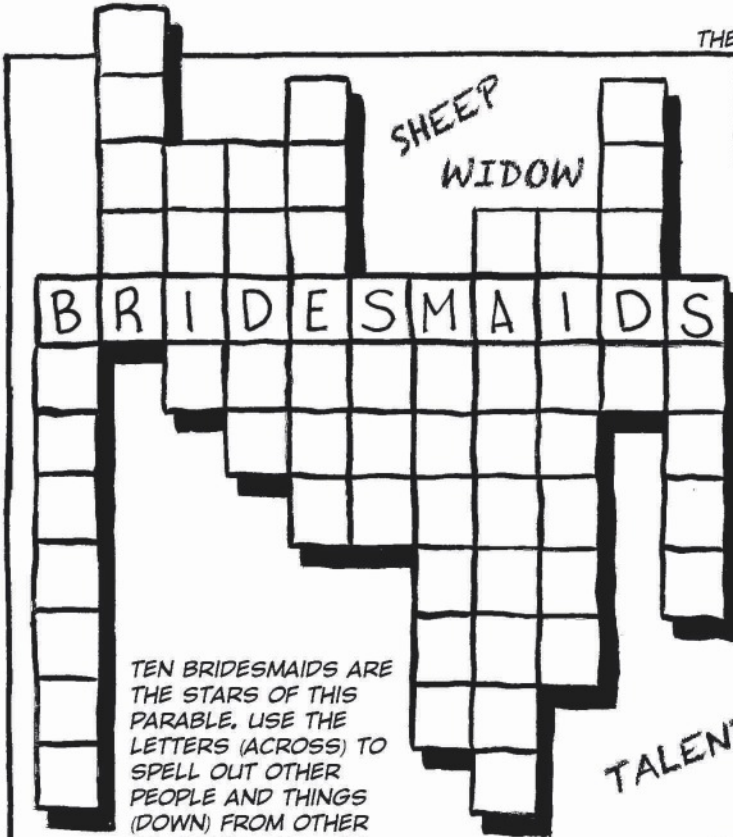 THE
SHEEP
WIDOW
BRIDESMAIDS
TEN BRIDESMAIDS ARE
THE STARS OF THIS
PARABLE. USE THE
LETTERS (ACROSS) TO
SPELL OUT OTHER
PEOPLE AND THINGS
(DOWN) FROM OTHER
TALENT